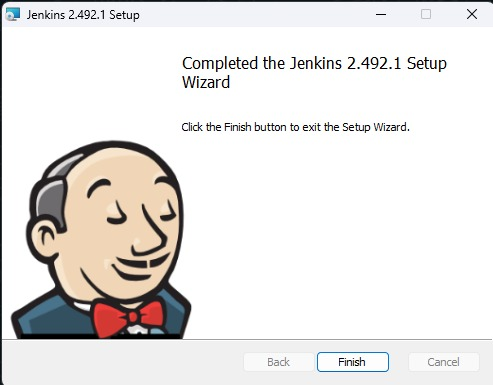 Jenkins 2.492.1 Setup
Completed the Jenkins 2.492.1 Setup
Wizard
Click the Finish button to exit the Setup Wizard.
Back Finish Cancel